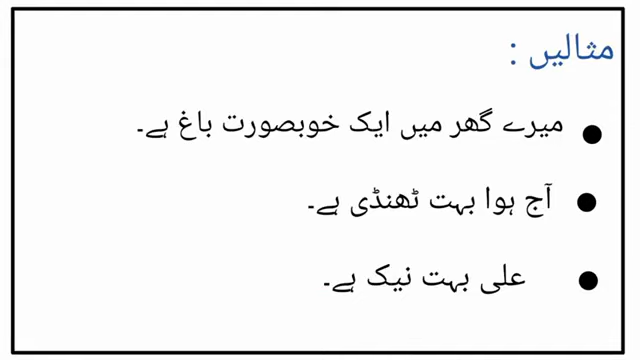 مثالیں :
میرے گھر میں ایک خوبصورت باغ ہے۔
آج ہوا بہت ٹھنڈی ہے۔
علی بہت نیک ہے۔